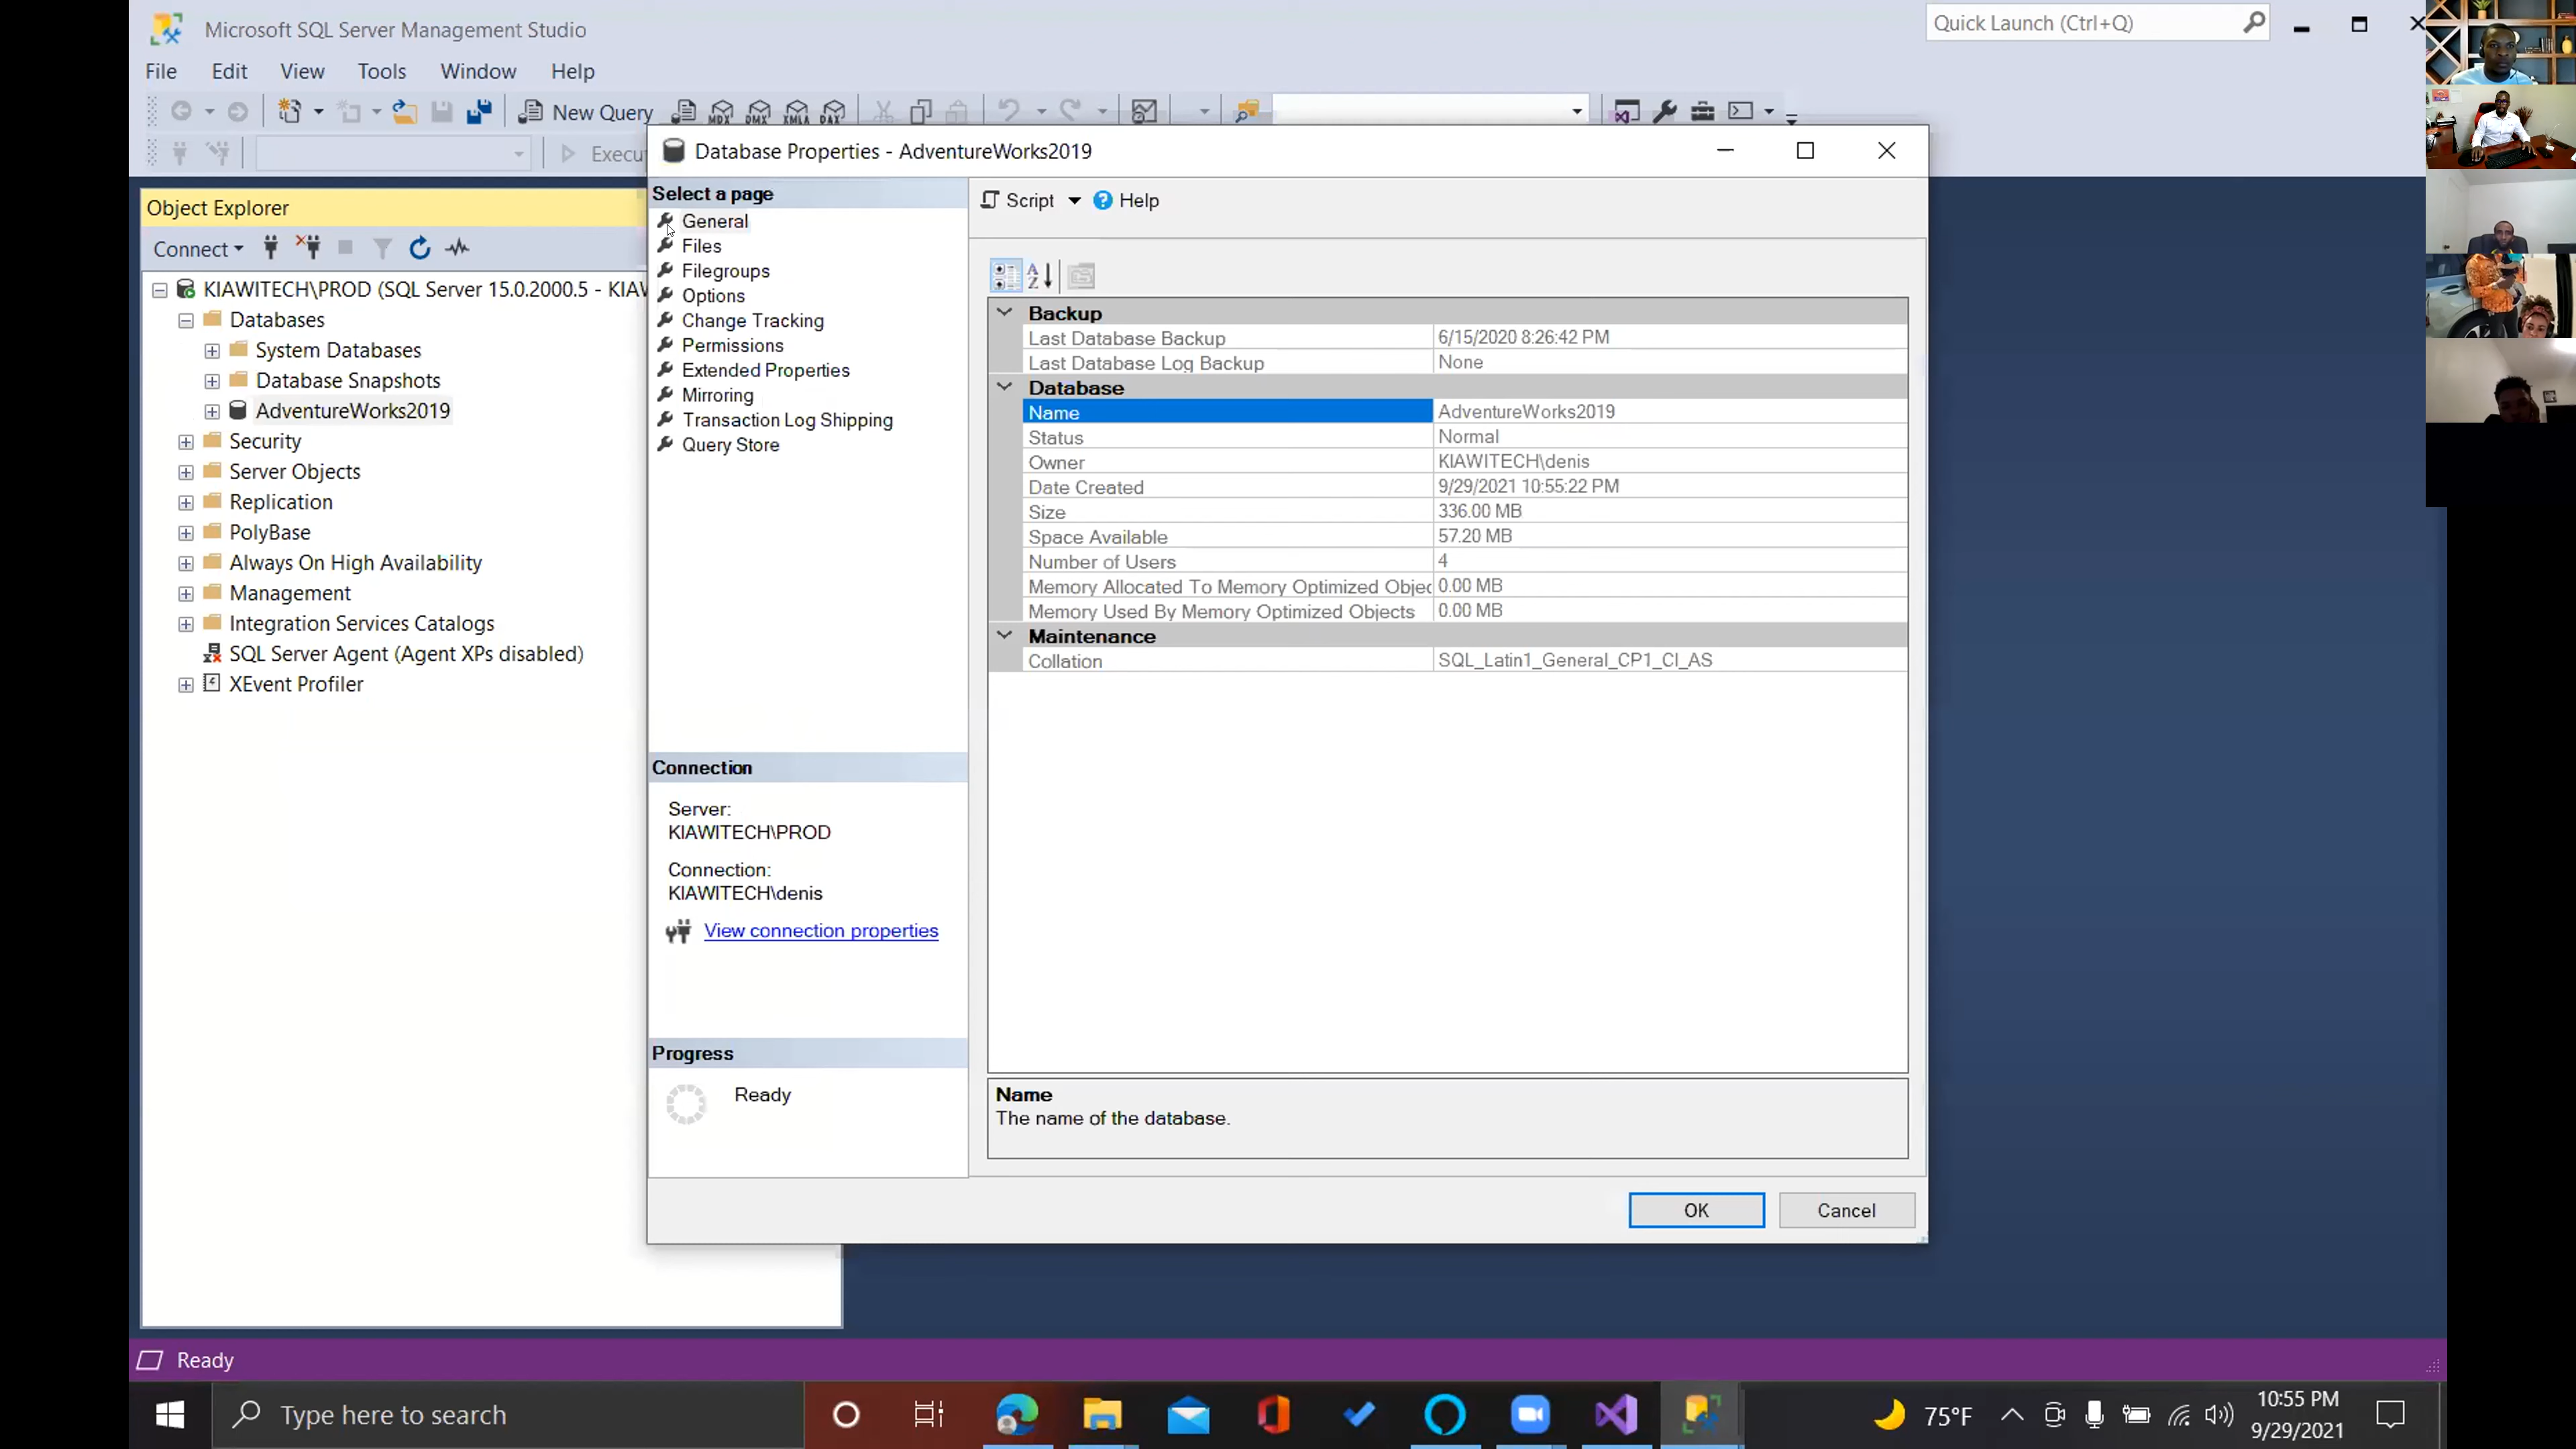 Microsoft SQL Server Management Studio
Quick Launch (Ctrl+Q)
File Edit View Tools Window Help
New Query MDX DMX XMLA DAX
Execu
Database Properties - AdventureWorks2019
Object Explorer
Connect
KIAWITECH\PROD (SQL Server 15.0.2000.5 - KIAW
Databases
System Databases
Database Snapshots
AdventureWorks2019
Security
Server Objects
Replication
PolyBase
Always On High Availability
Management
Integration Services Catalogs
SQL Server Agent (Agent XPs disabled)
XEvent Profiler
Select a page
General
Files
Filegroups
Options
Change Tracking
Permissions
Extended Properties
Mirroring
Transaction Log Shipping
Query Store
Connection
Server:
KIAWITECH\PROD
Connection:
KIAWITECH\denis
View connection properties
Progress
Ready
Script Help
Backup
Last Database Backup 6/15/2020 8:26:42 PM
Last Database Log Backup None
Database
Name AdventureWorks2019
Status Normal
Owner KIAWITECH\denis
Date Created 9/29/2021 10:55:22 PM
Size 336.00 MB
Space Available 57.20 MB
Number of Users 4
Memory Allocated To Memory Optimized Objec 0.00 MB
Memory Used By Memory Optimized Objects 0.00 MB
Maintenance
Collation SQL_Latin1_General_CP1_CI_AS
Name
The name of the database.
OK Cancel
Ready
Type here to search
75°F
10:55 PM
9/29/2021